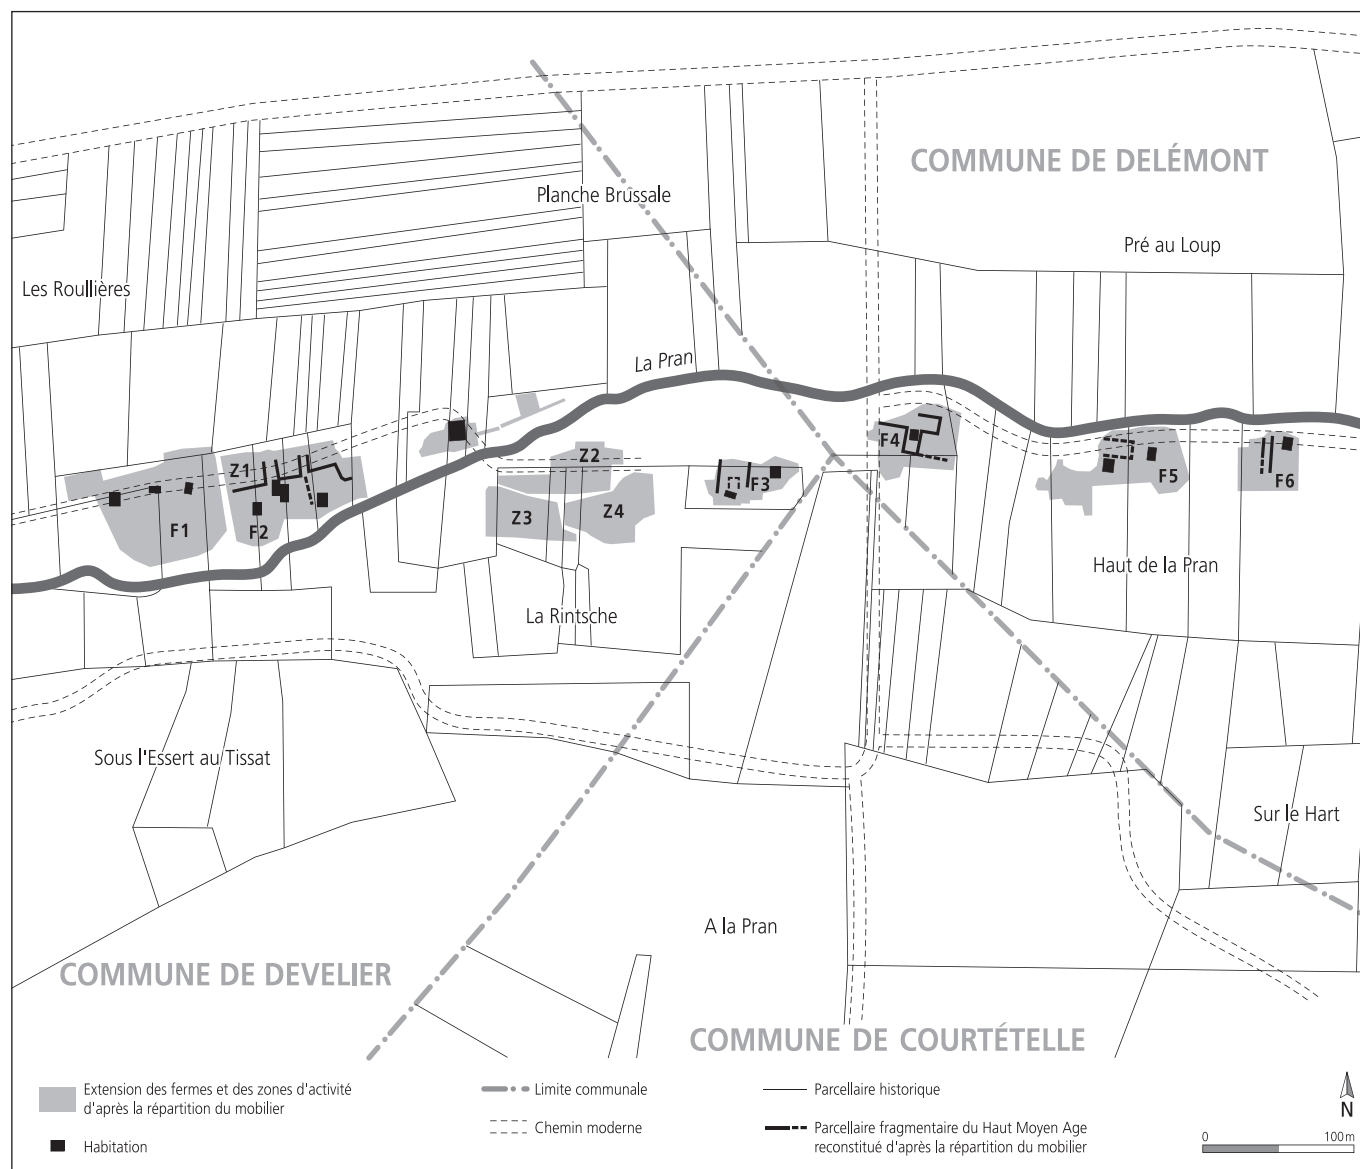 COMMUNE DE DELÉMONT
Planche Brussale
Pré au Loup
Les Roullières
La Pran
F4
Z1
Z2
F3
F5
F6
F1
F2
Z3
Z4
Haut de la Pran
La Rintsche
Sous l'Essert au Tissat
Sur le Hart
A la Pran
COMMUNE DE DEVELIER
COMMUNE DE COURTÉTELLE
Extension des fermes et des zones d'activité
d'après la répartition du mobilier
Habitation
Limite communale
Chemin moderne
Parcellaire historique
Parcellaire fragmentaire du Haut Moyen Age
reconstitué d'après la répartition du mobilier
N
0 100 m